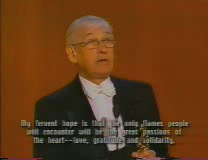 My fervent hope is that the only flames people
will encounter will be the great passions of
the heart--love, gratitude and solidarity.